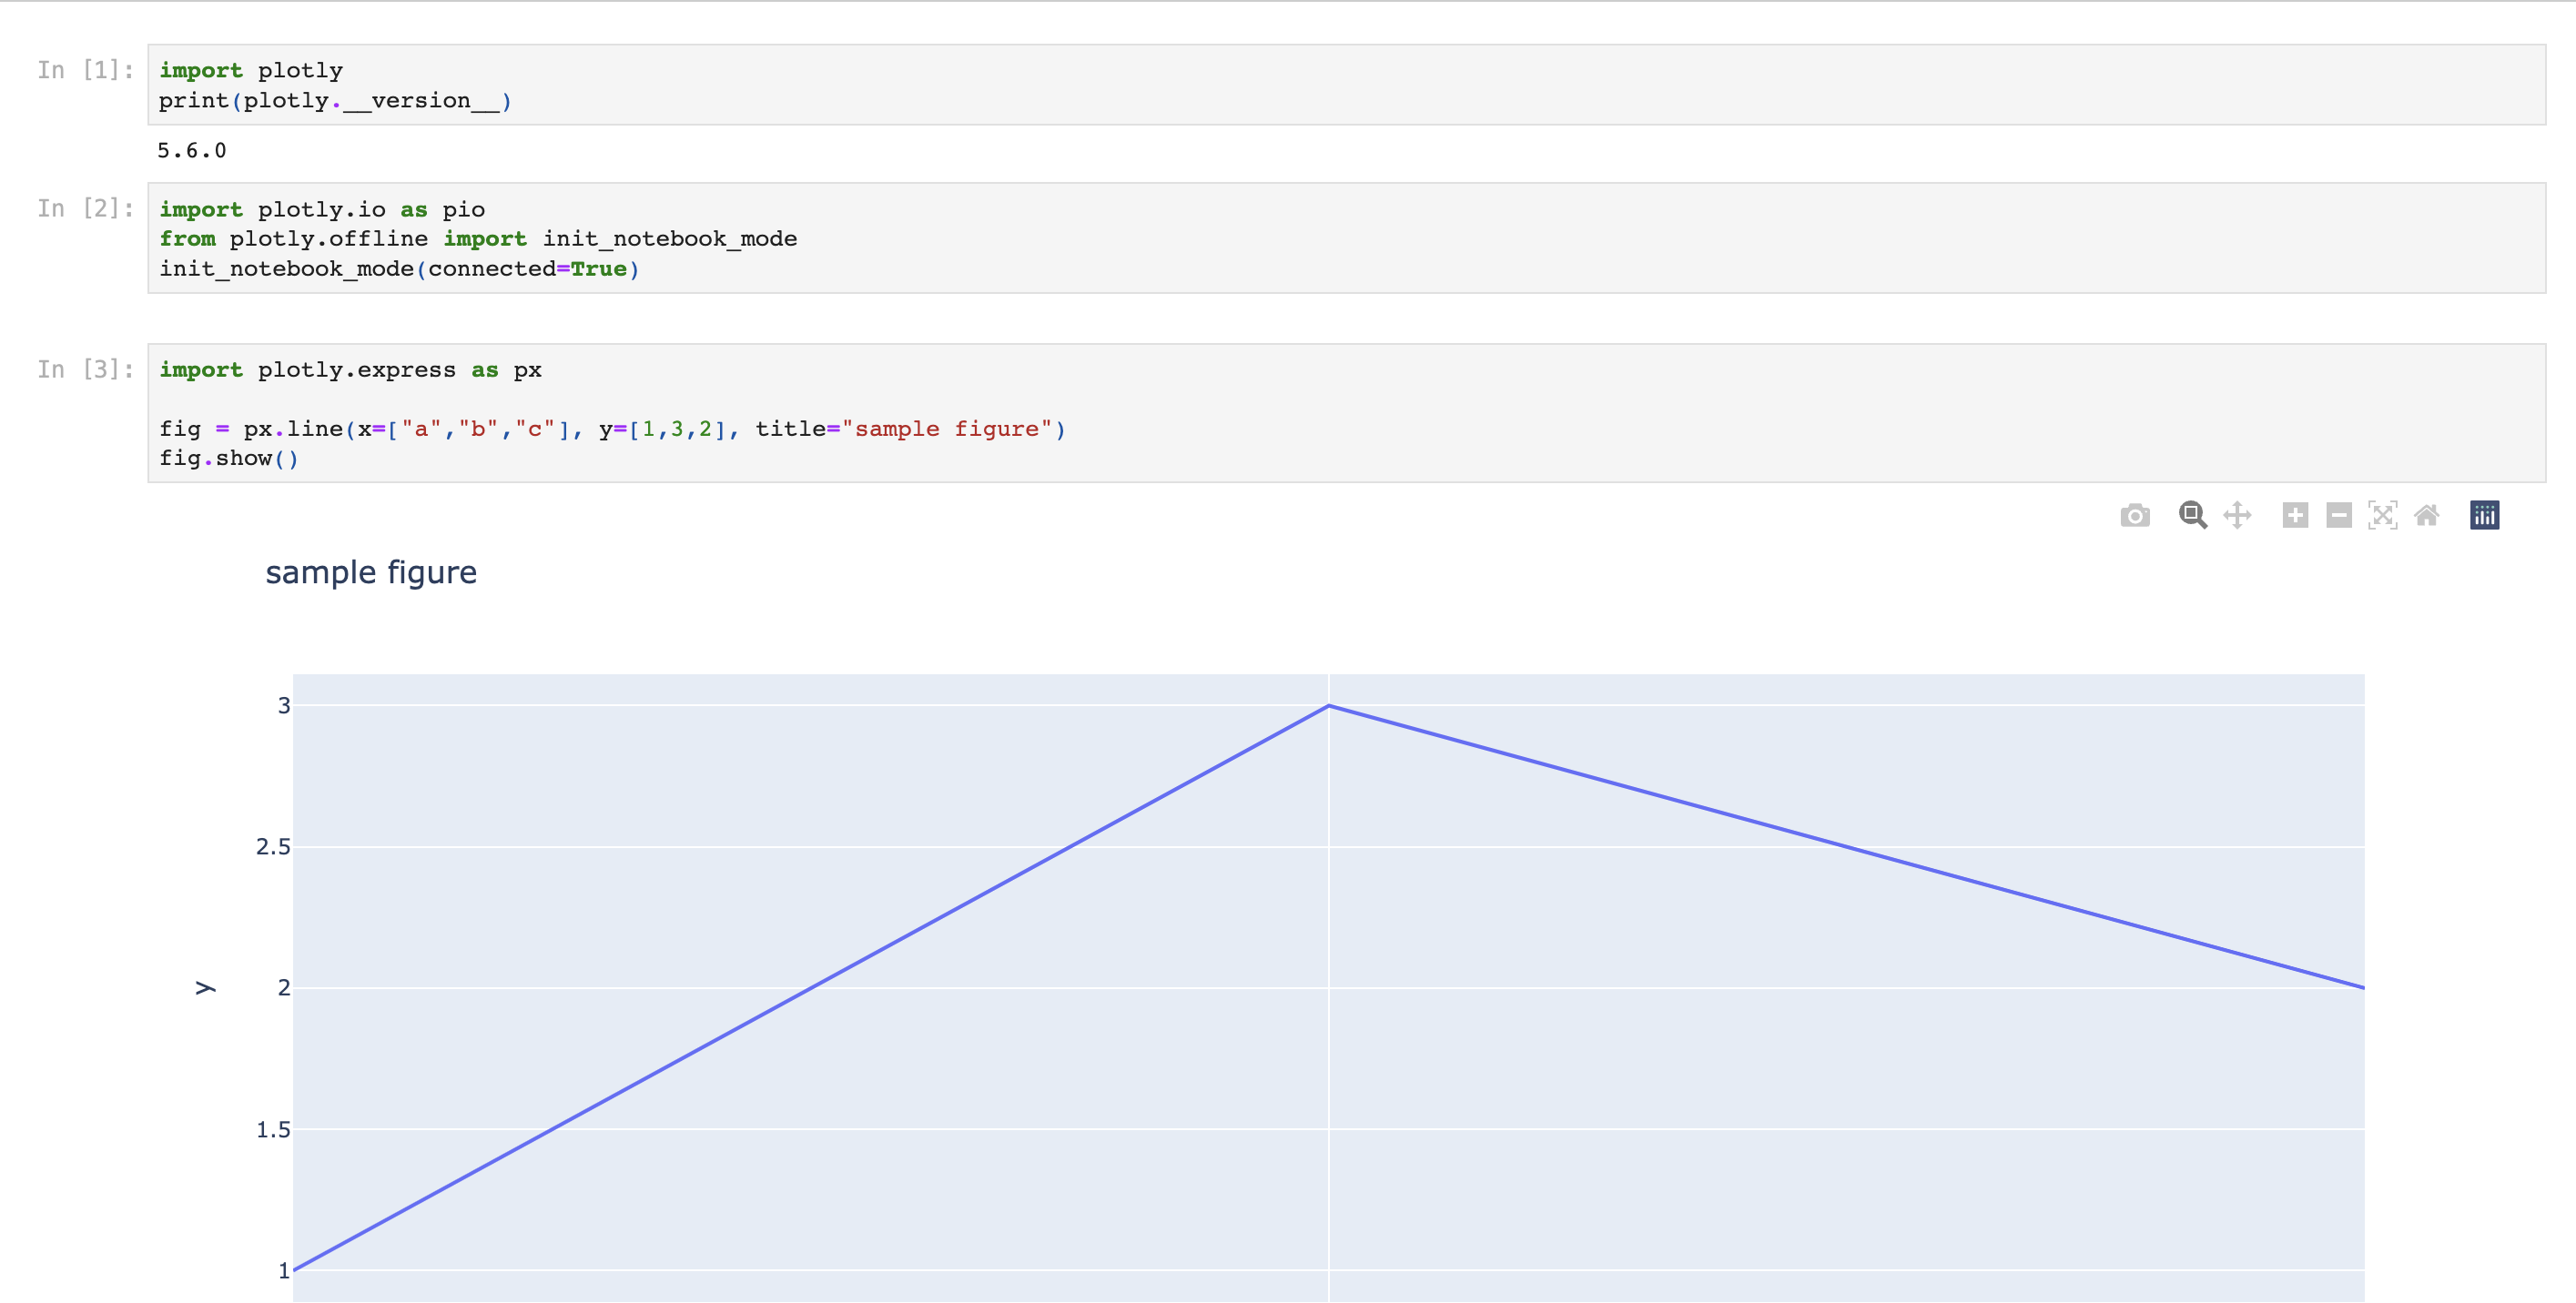 In [1]:
import plotly
print(plotly.__version__)
5.6.0
In [2]:
import plotly.io as pio
from plotly.offline import init_notebook_mode
init_notebook_mode(connected=True)
In [3]:
import plotly.express as px
fig = px.line(x=["a","b","c"], y=[1,3,2], title="sample figure")
fig.show()
sample figure
3
2.5
2
1.5
1
y